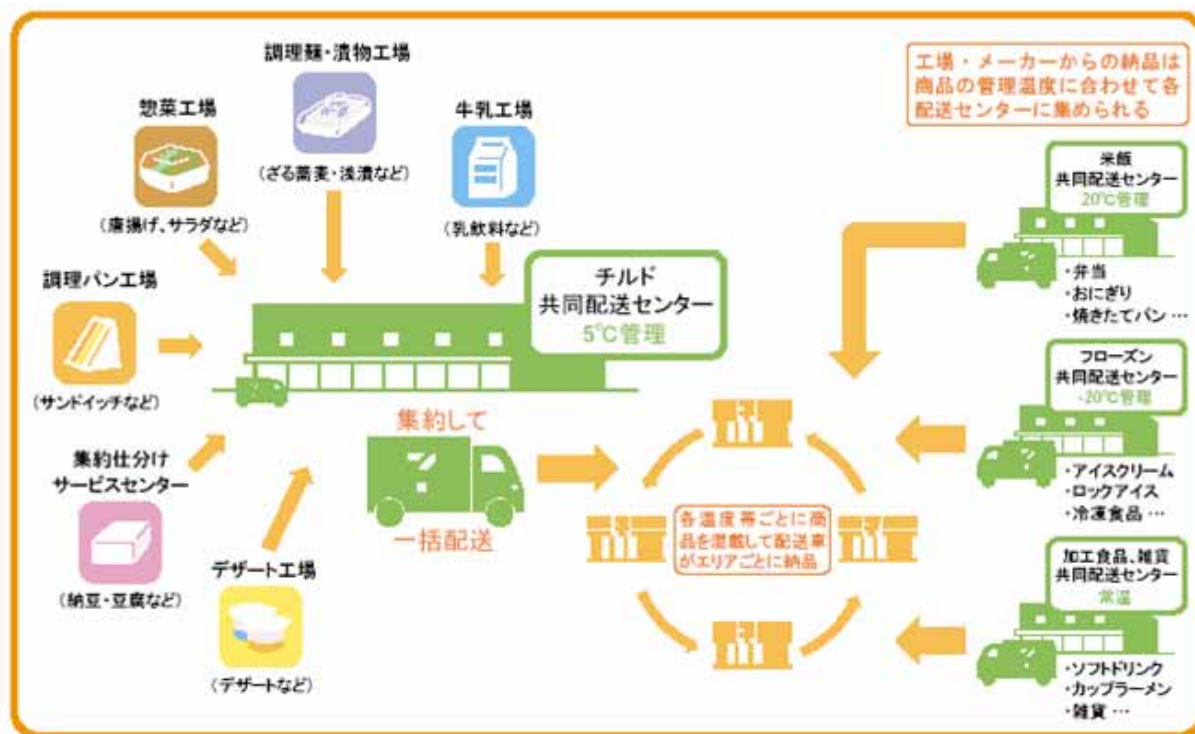 調理麺・漬物工場
(ざる蕎麦・浅漬など)
惣菜工場
(唐揚げ、サラダなど)
牛乳工場
(乳飲料など)
調理パン工場
(サンドイッチなど)
集約仕分け
サービスセンター
(納豆・豆腐など)
デザート工場
(デザートなど)
チルド
共同配送センター
5℃管理
集約して
一括配送
各温度帯ごとに商
品を混載して配送車
がエリアごとに納品
工場・メーカーからの納品は
商品の管理温度に合わせて各
配送センターに集められる
米飯
共同配送センター
20℃管理
・弁当
・おにぎり
・焼きたてパン …
フローズン
共同配送センター
-20℃管理
・アイスクリーム
・ロックアイス
・冷凍食品 …
加工食品、雑貨
共同配送センター
常温
・ソフトドリンク
・カップラーメン
・雑貨 …